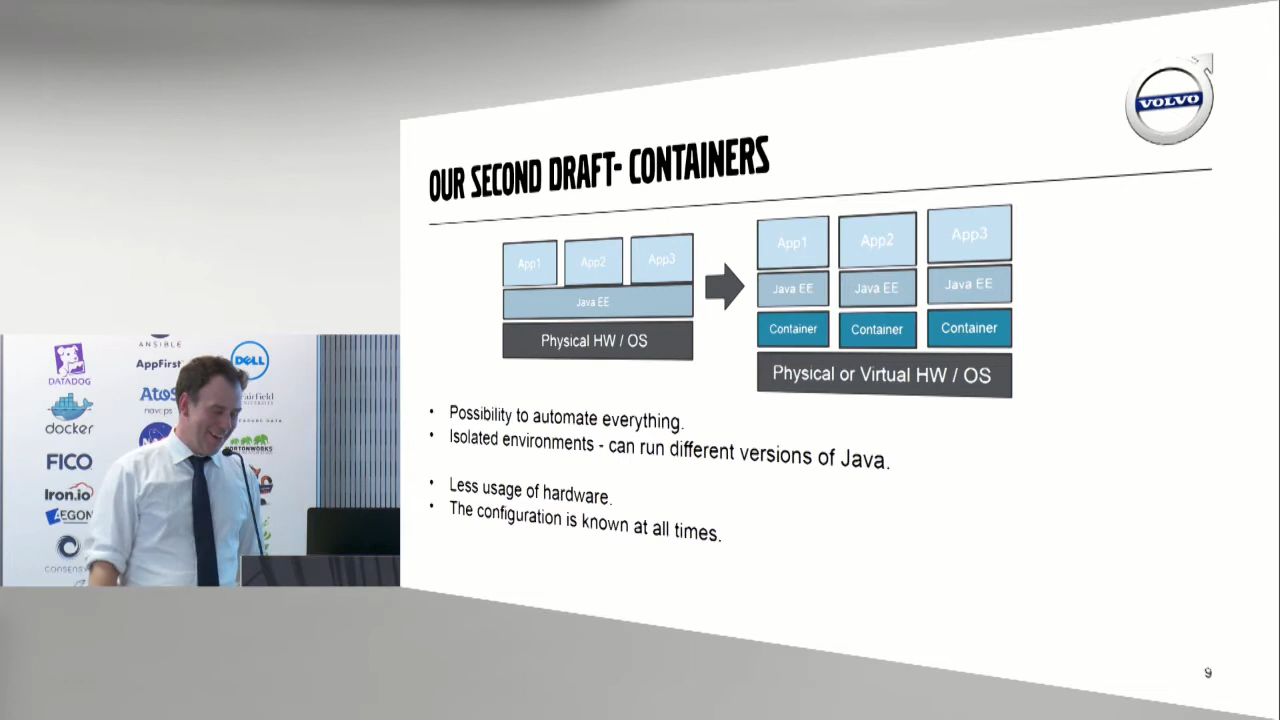 VOLVO
OUR SECOND DRAFT- CONTAINERS
App1
App2
App3
Java EE
Physical HW / OS
App1
App2
App3
Java EE
Java EE
Java EE
Container
Container
Container
Physical or Virtual HW / OS
• Possibility to automate everything.
• Isolated environments - can run different versions of Java.
• Less usage of hardware.
• The configuration is known at all times.
9
ANSIBLE
DATADOG
AppFirst
DELL
docker
Atos
FICO
HORTONWORKS
Iron.io
AEGON